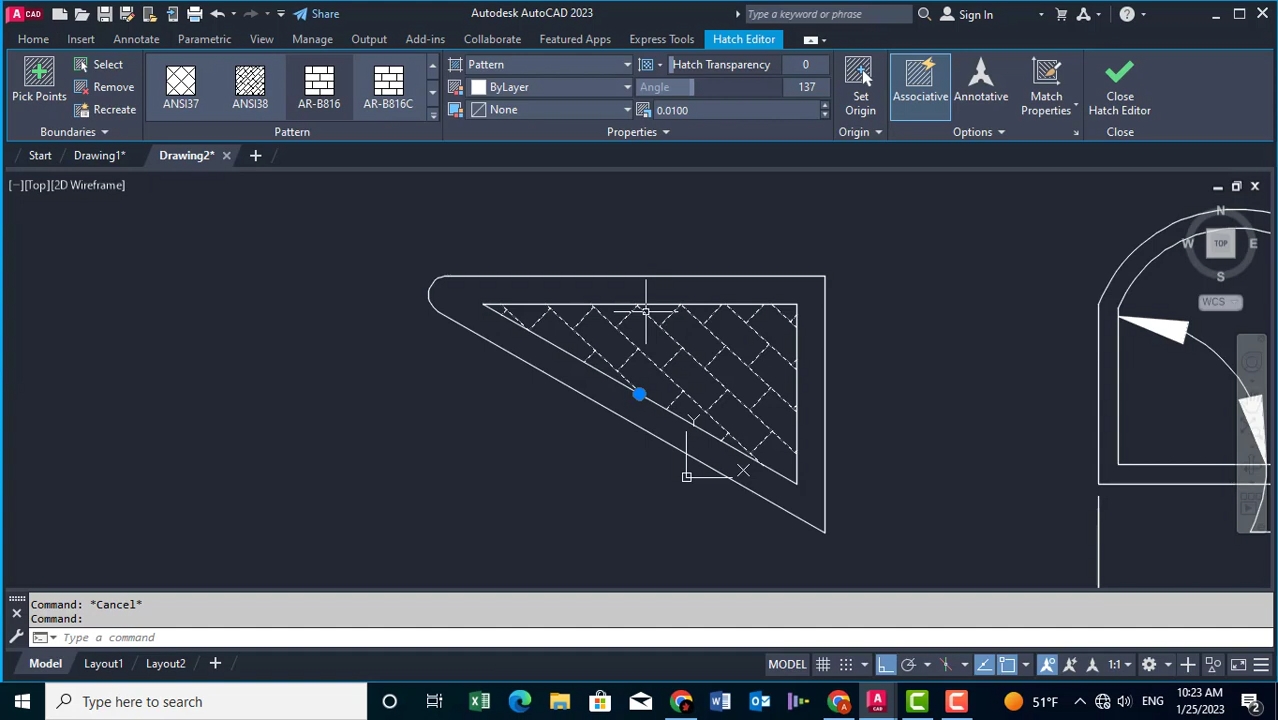 CAD
Share
Autodesk AutoCAD 2023
Drawing2.dwg
Type a keyword or phrase
Sign In
Home Insert Annotate Parametric View Manage Output Add-ins Collaborate Featured Apps Express Tools Hatch Editor
Pick Points
Select
Remove
Recreate
Boundaries
ANSI37
ANSI38
AR-B816
AR-B816C
Pattern
Pattern
ByLayer
None
Hatch Transparency 0
Angle 137
0.0100
Properties
Set
Origin
Origin
Associative
Annotative
Match
Properties
Options
Close
Hatch Editor
Close
Start Drawing1* Drawing2*
[−][Top][2D Wireframe]
N
W TOP E
S
WCS
Y
X
Command: *Cancel*
Command:
Type a command
Model Layout1 Layout2
MODEL
1:1
Type here to search
51°F
ENG
10:23 AM
1/25/2023
2